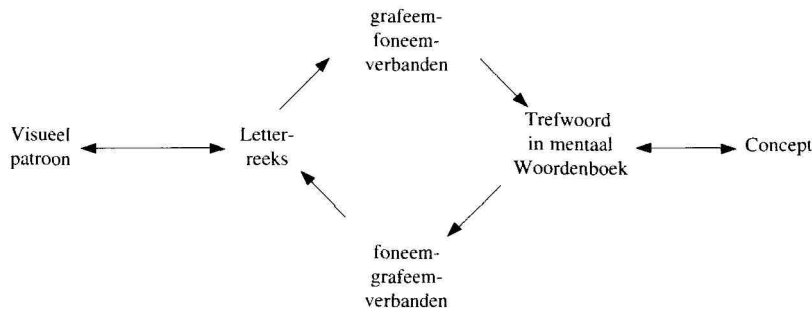 grafeem-
foneem-
verbanden
Visueel
patroon
Letter-
reeks
Trefwoord
in mentaal
Woordenboek
Concept
foneem-
grafeem-
verbanden